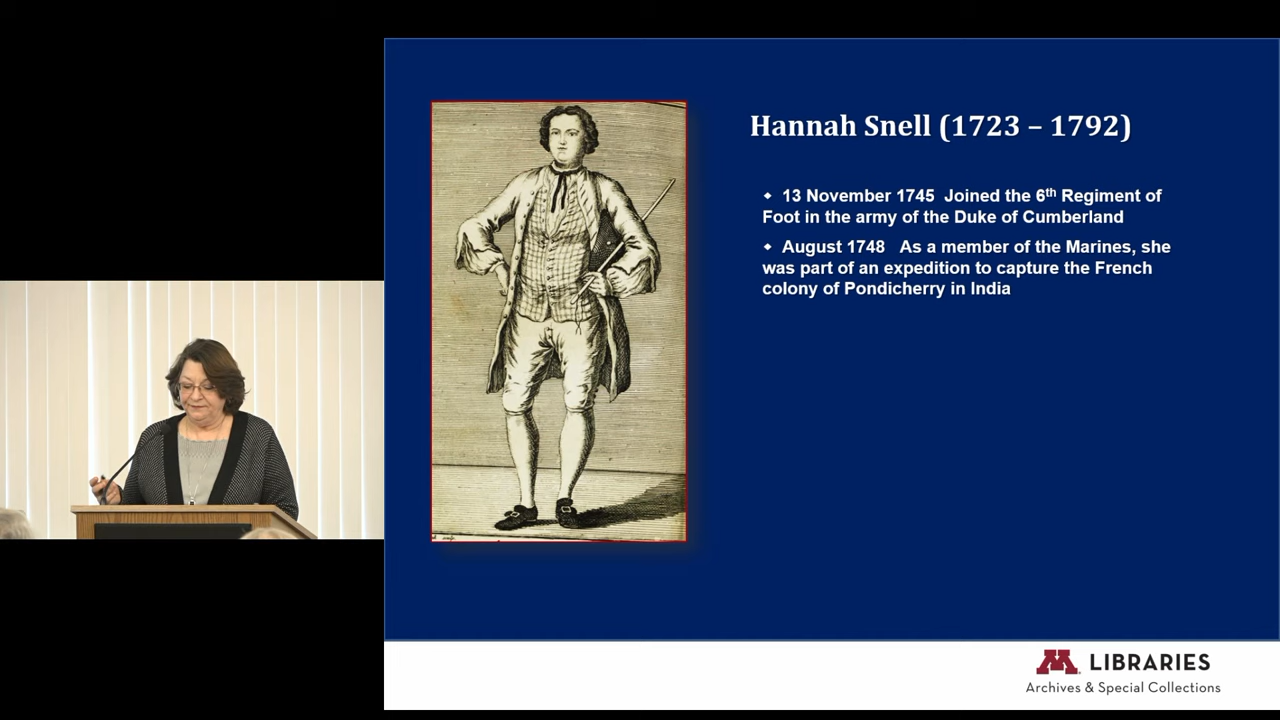 Hannah Snell (1723 – 1792)
❖ 13 November 1745 Joined the 6th Regiment of
Foot in the army of the Duke of Cumberland
❖ August 1748 As a member of the Marines, she
was part of an expedition to capture the French
colony of Pondicherry in India
M LIBRARIES
Archives & Special Collections